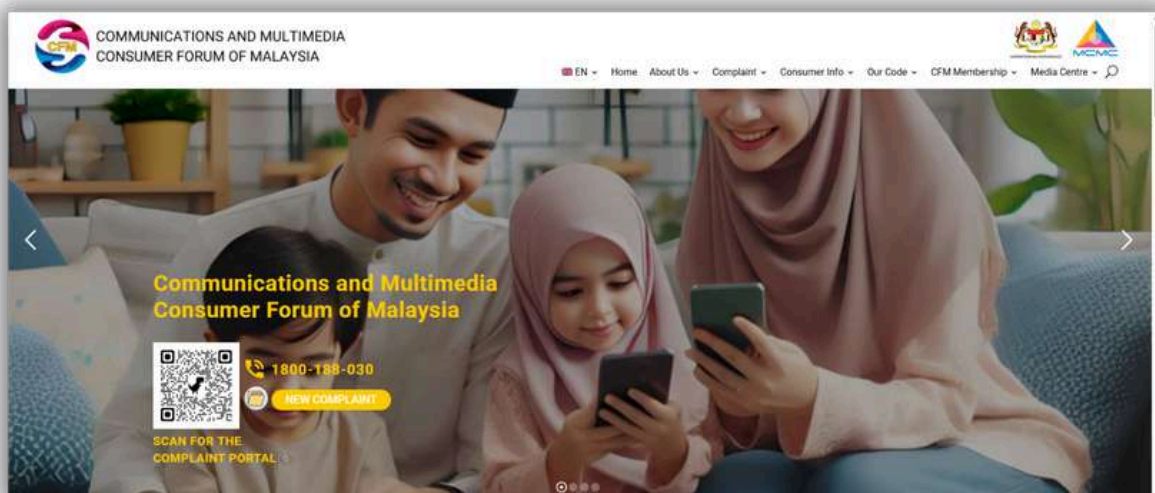 CFM
COMMUNICATIONS AND MULTIMEDIA
CONSUMER FORUM OF MALAYSIA
MCMC
EN Home About Us Complaint Consumer Info Our Code CFM Membership Media Centre
Communications and Multimedia
Consumer Forum of Malaysia
1800-188-030
NEW COMPLAINT
SCAN FOR THE
COMPLAINT PORTAL